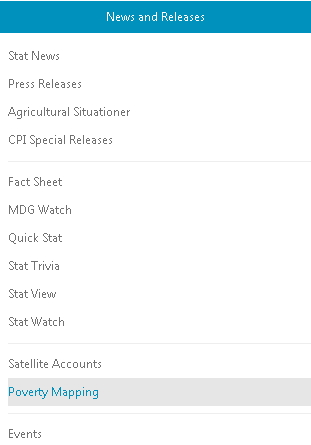 News and Releases
Stat News
Press Releases
Agricultural Situationer
CPI Special Releases
Fact Sheet
MDG Watch
Quick Stat
Stat Trivia
Stat View
Stat Watch
Satellite Accounts
Poverty Mapping
Events